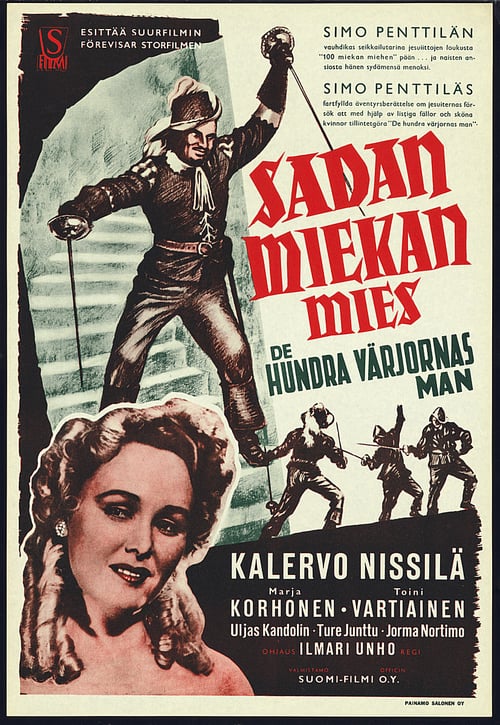 S
FILMI
ESITTÄÄ SUURFILMIN
FÖREVISAR STORFILMEN
SIMO PENTTILÄN
vauhdikas seikkailutarina jesuiittojen loukusta
"100 miekan miehen" pään . . . ja naisten an-
siasta hänen sydämensä menoksi.
SIMO PENTTILÄS
fartfyllda äventyrsberättelse om jesuiternas för-
sök att med hjälp av listiga fällor och sköna
kvinnor tillintetgöra "De hundra värjornas man".
SADAN
MIEKAN
MIES
DE
HUNDRA VÄRJORNAS
MAN
KALERVO NISSILÄ
Marja Toini
KORHONEN • VARTIAINEN
Uljas Kandolin · Ture Junttu · Jorma Nortimo
OHJAUS ILMARI UNHO REGI
VALMISTAMO OFFICIN
SUOMI-FILMI O.Y.
PAINAMO SALONEN OY